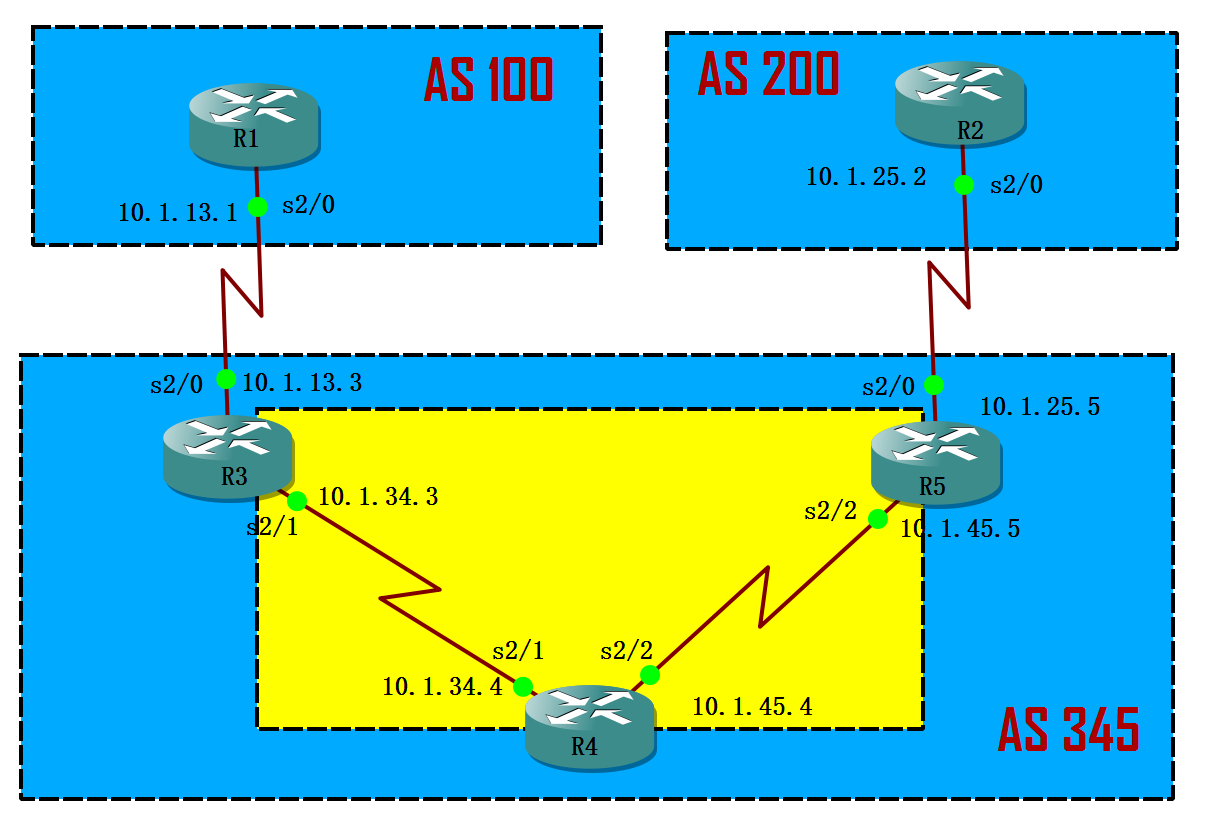 AS 100
R1
10.1.13.1
s2/0
AS 200
R2
10.1.25.2
s2/0
s2/0
10.1.13.3
R3
10.1.34.3
s2/1
s2/0
10.1.25.5
R5
s2/2
10.1.45.5
s2/1
10.1.34.4
s2/2
10.1.45.4
R4
AS 345